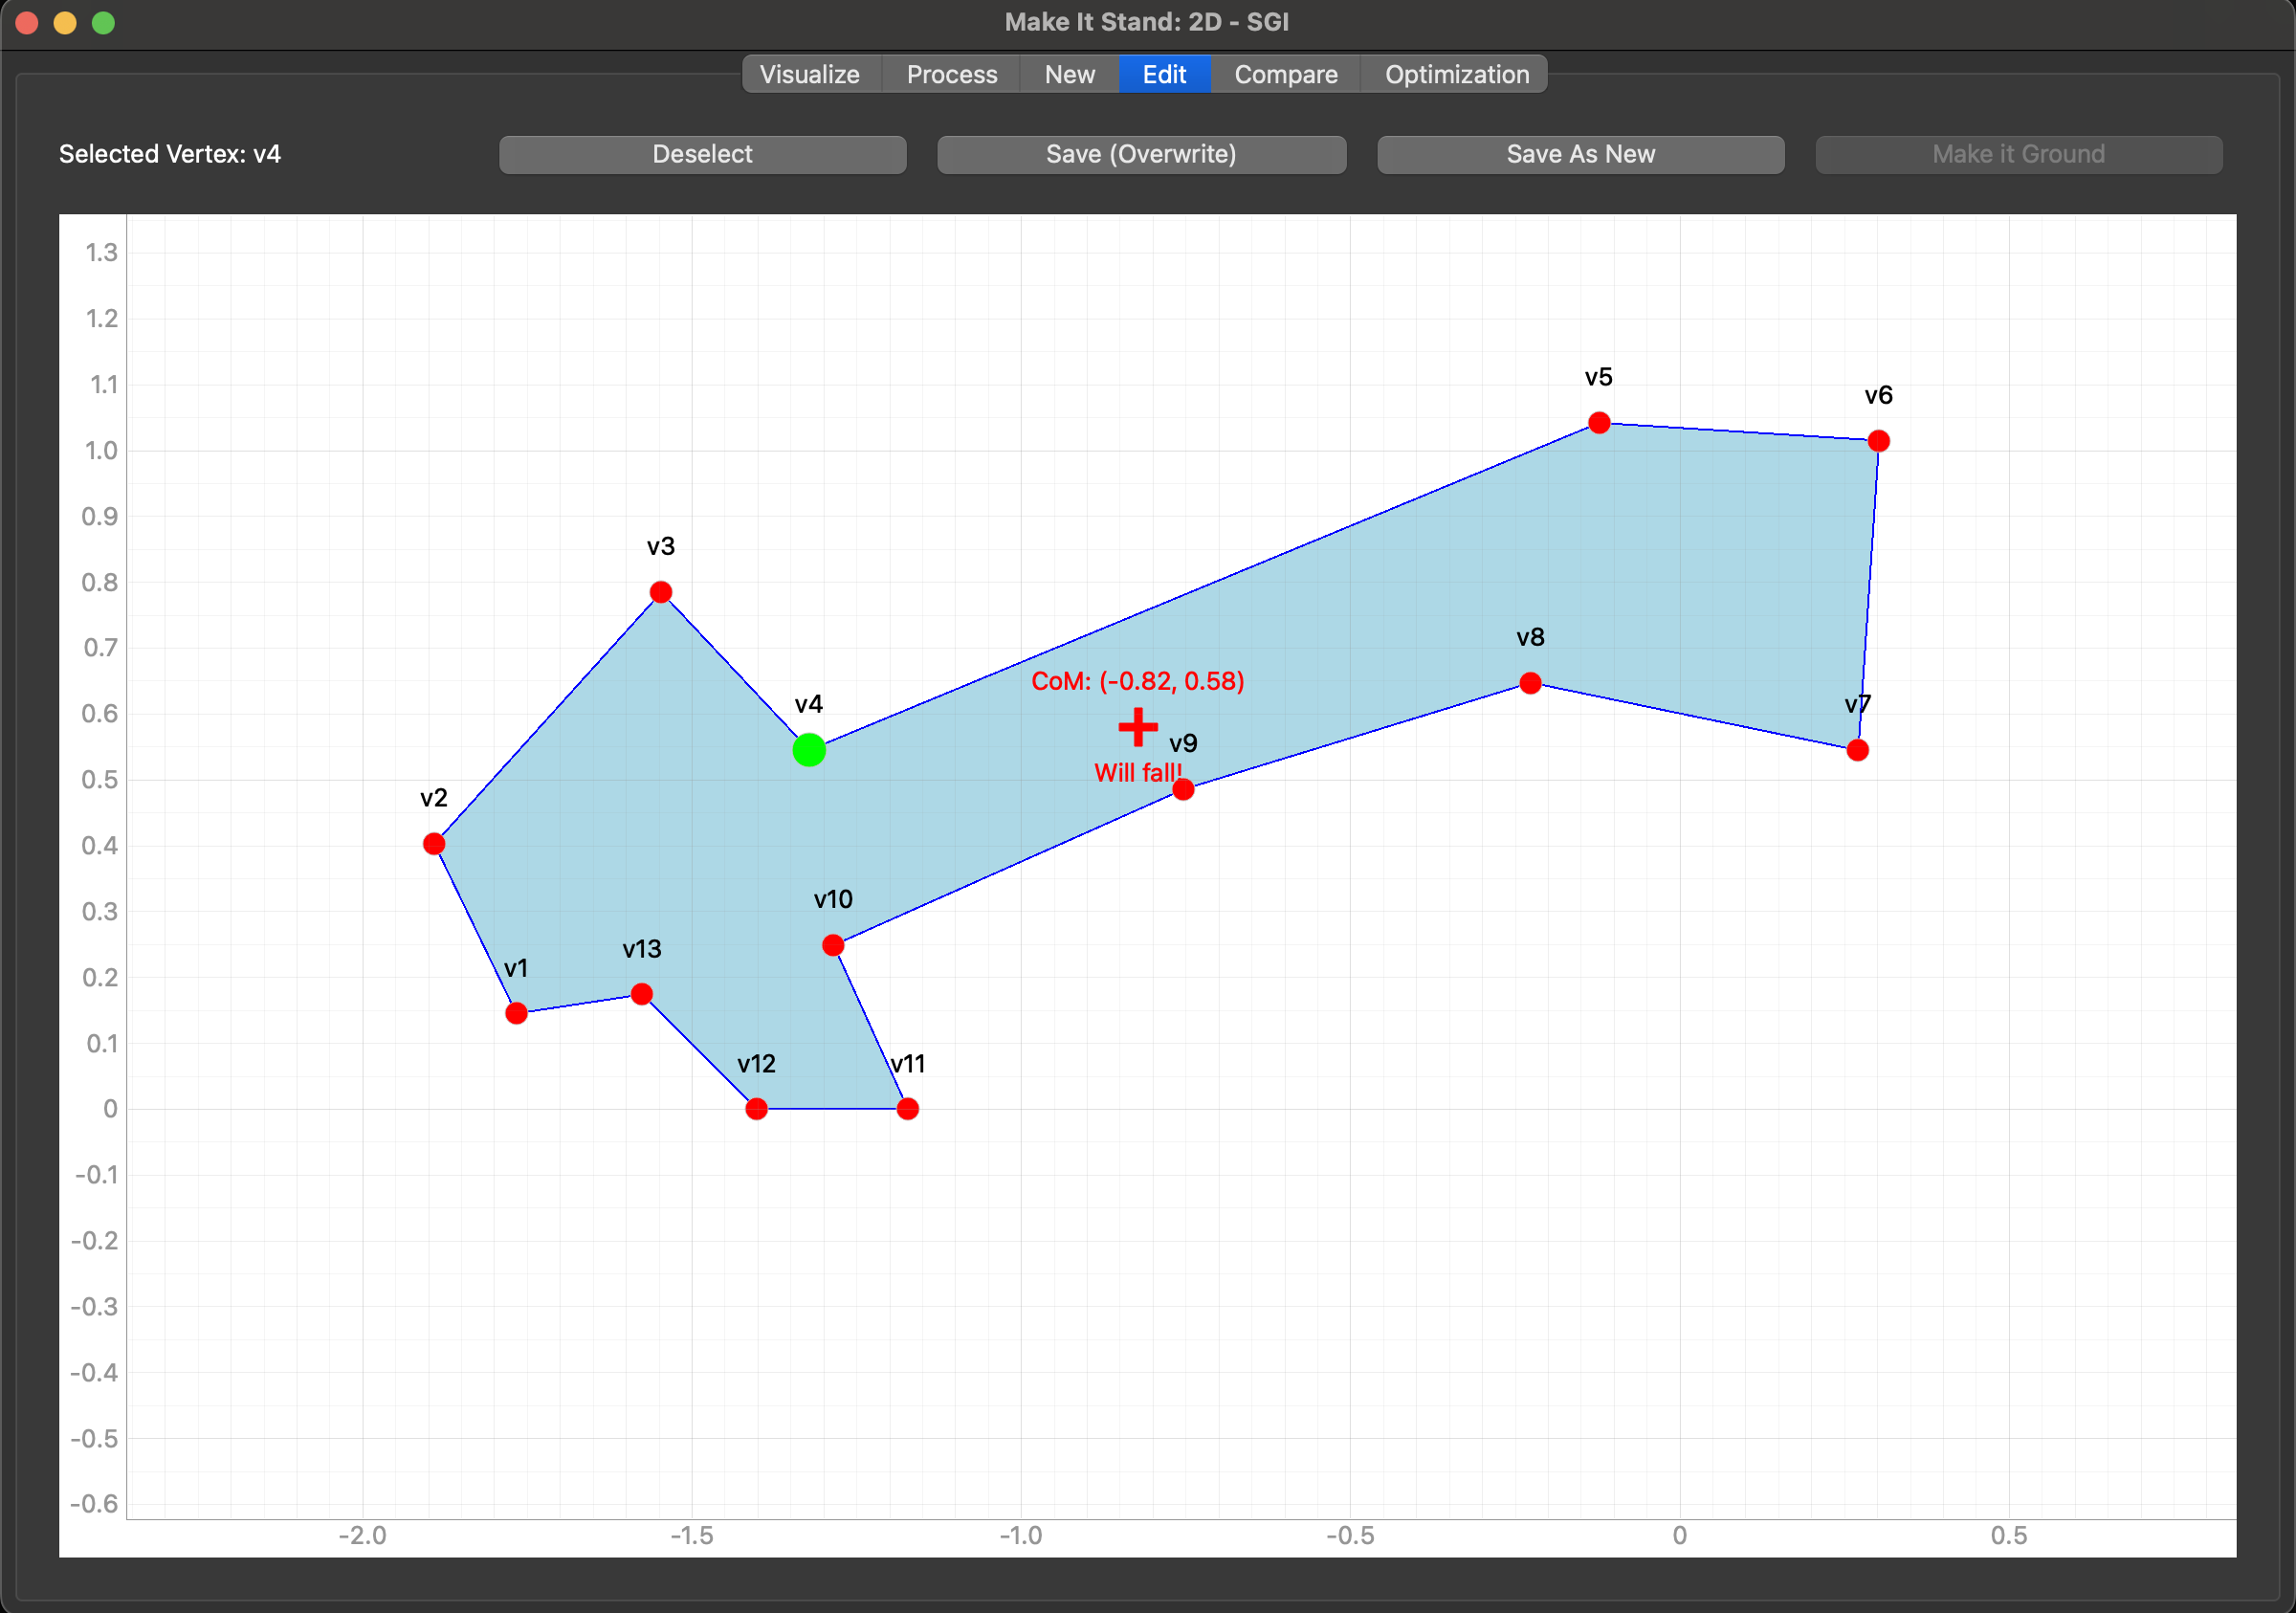 Make It Stand: 2D - SGI
Visualize Process New Edit Compare Optimization
Selected Vertex: v4 Deselect Save (Overwrite) Save As New Make it Ground
1.3
1.2
1.1
1.0
0.9
0.8
0.7
0.6
0.5
0.4
0.3
0.2
0.1
0
-0.1
-0.2
-0.3
-0.4
-0.5
-0.6
v5
v6
v3
v8
CoM: (-0.82, 0.58)
v4
v7
v9
Will fall!
v2
v10
v13
v1
v12
v11
-2.0 -1.5 -1.0 -0.5 0 0.5